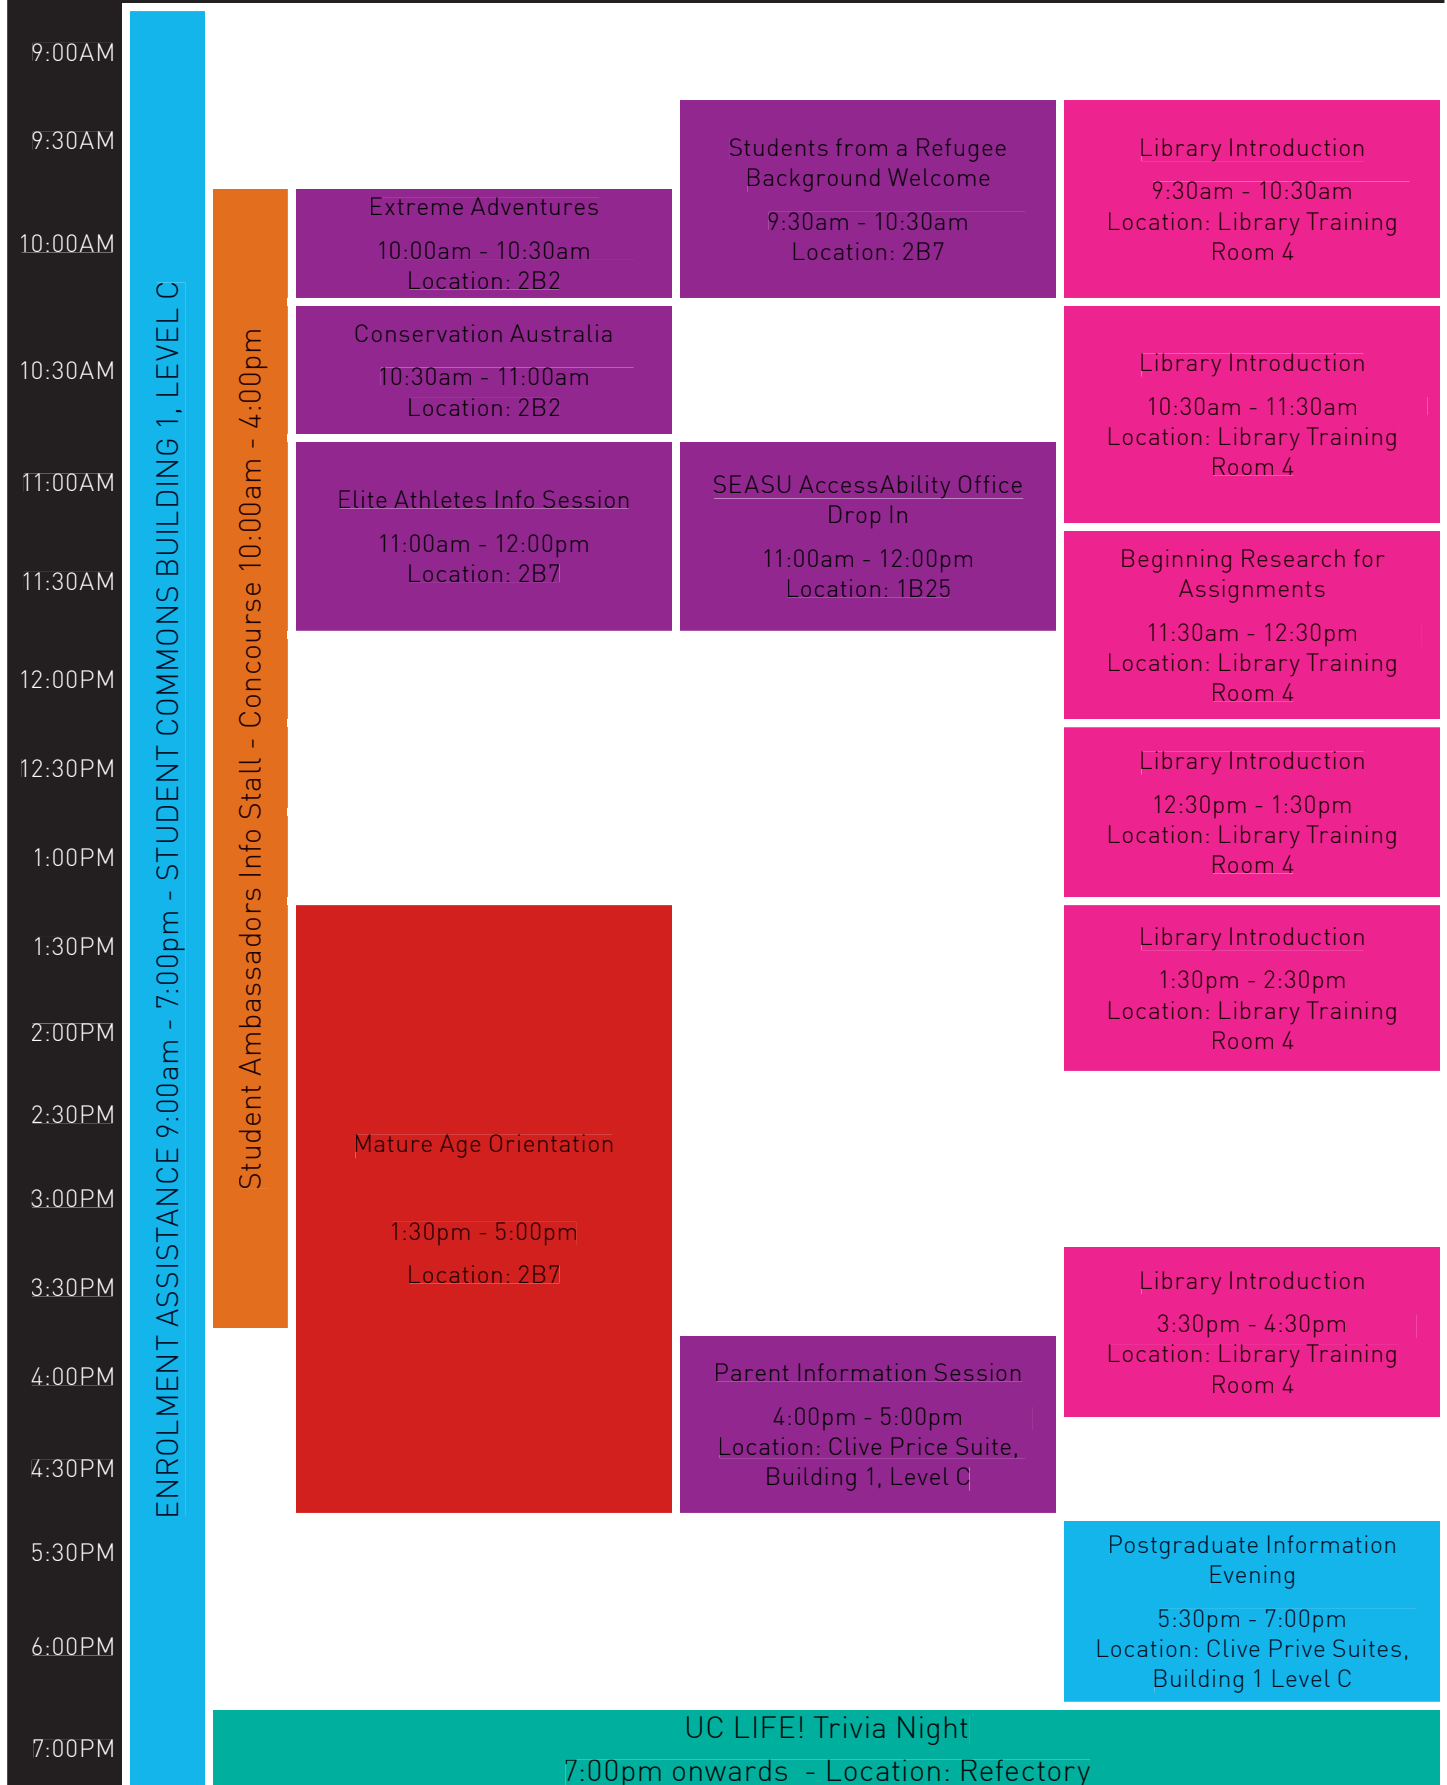 9:00AM
9:30AM
10:00AM
10:30AM
11:00AM
11:30AM
12:00PM
12:30PM
1:00PM
1:30PM
2:00PM
2:30PM
3:00PM
3:30PM
4:00PM
4:30PM
5:30PM
6:00PM
7:00PM
ENROLMENT ASSISTANCE 9:00am - 7:00pm - STUDENT COMMONS BUILDING 1, LEVEL C
Student Ambassadors Info Stall - Concourse 10:00am - 4:00pm
Extreme Adventures
10:00am - 10:30am
Location: 2B2
Conservation Australia
10:30am - 11:00am
Location: 2B2
Elite Athletes Info Session
11:00am - 12:00pm
Location: 2B7
Mature Age Orientation
1:30pm - 5:00pm
Location: 2B7
Students from a Refugee
Background Welcome
9:30am - 10:30am
Location: 2B7
SEASU AccessAbility Office
Drop In
11:00am - 12:00pm
Location: 1B25
Parent Information Session
4:00pm - 5:00pm
Location: Clive Price Suite,
Building 1, Level C
Library Introduction
9:30am - 10:30am
Location: Library Training
Room 4
Library Introduction
10:30am - 11:30am
Location: Library Training
Room 4
Beginning Research for
Assignments
11:30am - 12:30pm
Location: Library Training
Room 4
Library Introduction
12:30pm - 1:30pm
Location: Library Training
Room 4
Library Introduction
1:30pm - 2:30pm
Location: Library Training
Room 4
Library Introduction
3:30pm - 4:30pm
Location: Library Training
Room 4
Postgraduate Information
Evening
5:30pm - 7:00pm
Location: Clive Prive Suites,
Building 1 Level C
UC LIFE! Trivia Night
7:00pm onwards - Location: Refectory